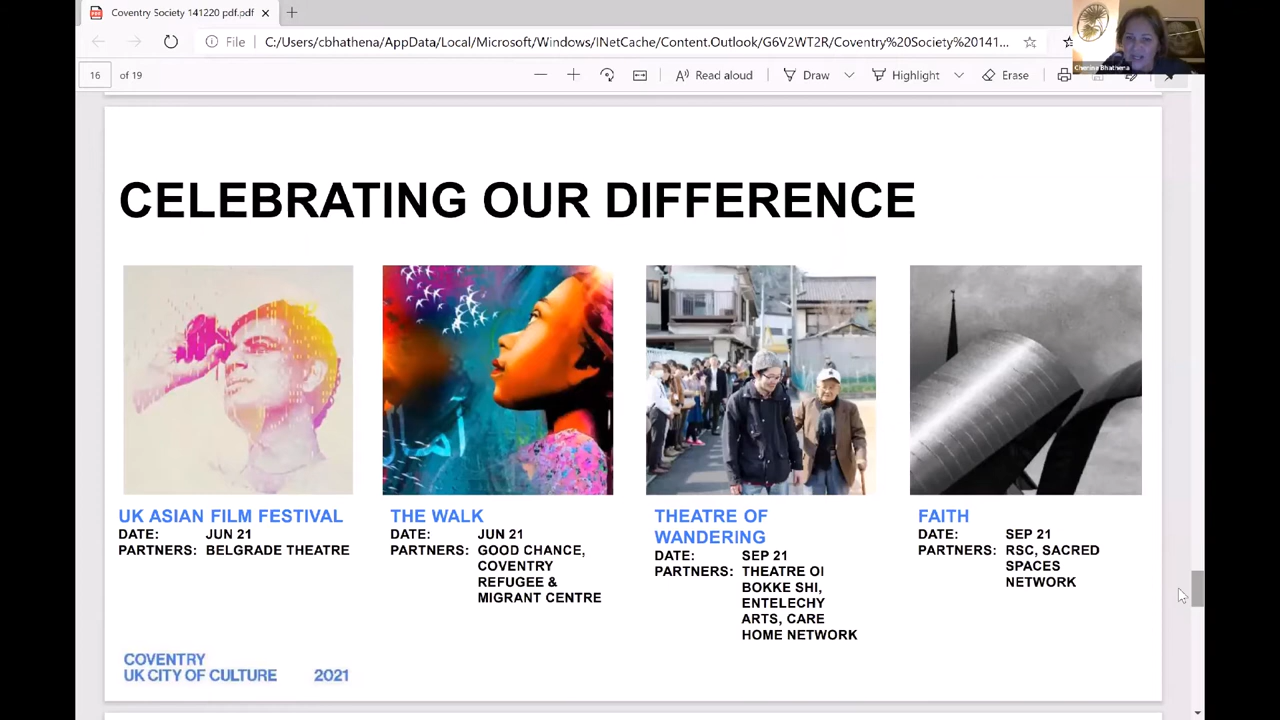 Coventry Society 141220 pdf.pdf
File C:/Users/cbhathena/AppData/Local/Microsoft/Windows/INetCache/Content.Outlook/G6V2WT2R/Coventry%20Society%20141...
16 of 19 Read aloud Draw Highlight Erase
Chenine Bhathena
CELEBRATING OUR DIFFERENCE
UK ASIAN FILM FESTIVAL
DATE: JUN 21
PARTNERS: BELGRADE THEATRE
THE WALK
DATE: JUN 21
PARTNERS: GOOD CHANCE,
COVENTRY
REFUGEE &
MIGRANT CENTRE
THEATRE OF
WANDERING
DATE: SEP 21
PARTNERS: THEATRE OI
BOKKE SHI,
ENTELECHY
ARTS, CARE
HOME NETWORK
FAITH
DATE: SEP 21
PARTNERS: RSC, SACRED
SPACES
NETWORK
COVENTRY
UK CITY OF CULTURE 2021